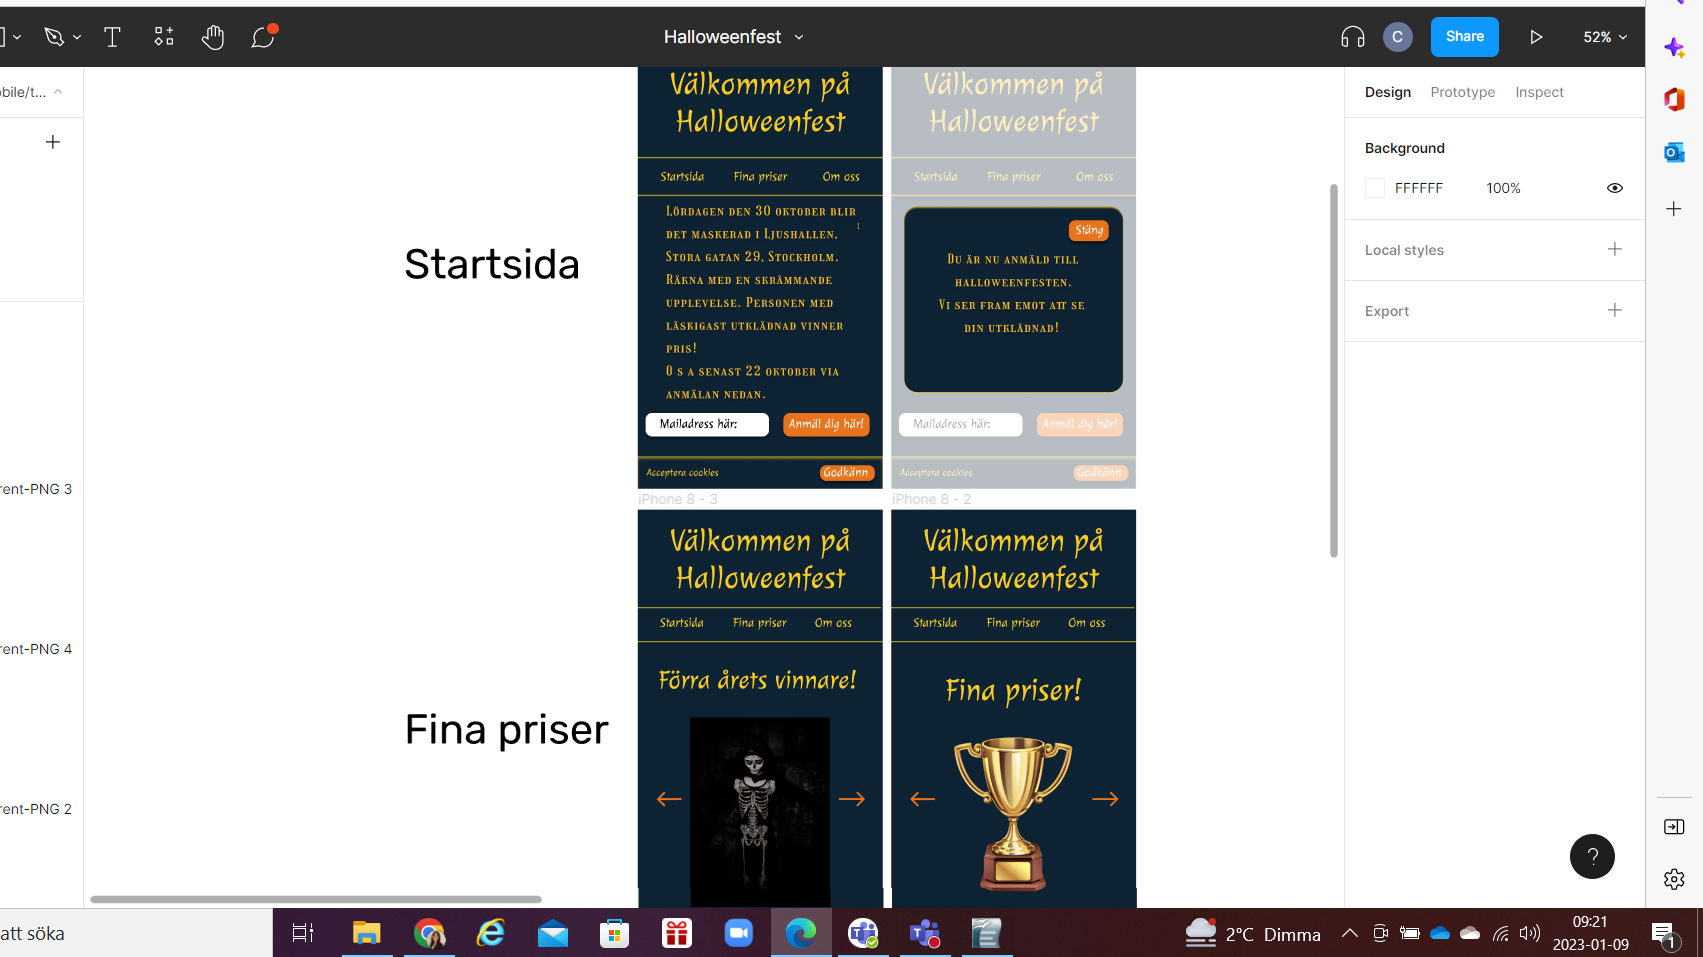 Halloweenfest
C
Share
52%
obile/t...
Design
Prototype
Inspect
Background
FFFFFF
100%
Local styles
Export
rent-PNG 3
rent-PNG 4
rent-PNG 2
Startsida
Fina priser
Välkommen på
Halloweenfest
Startsida
Fina priser
Om oss
Lördagen den 30 oktober blir
det maskerad i Ljushallen,
Stora gatan 29, Stockholm.
Räkna med en skrämmande
upplevelse. Personen med
läskigast utklädnad vinner
pris!
O s a senast 22 oktober via
anmälan nedan.
Mailadress här:
Anmäl dig här!
Acceptera cookies
Godkänn
Välkommen på
Halloweenfest
Startsida
Fina priser
Om oss
Stäng
Du är nu anmäld till
halloweenfesten.
Vi ser fram emot att se
din utklädnad!
Mailadress här:
Anmäl dig här!
Acceptera cookies
Godkänn
iPhone 8 - 3
Välkommen på
Halloweenfest
Startsida
Fina priser
Om oss
Förra årets vinnare!
iPhone 8 - 2
Välkommen på
Halloweenfest
Startsida
Fina priser
Om oss
Fina priser!
?
att söka
2°C Dimma
09:21
2023-01-09
1